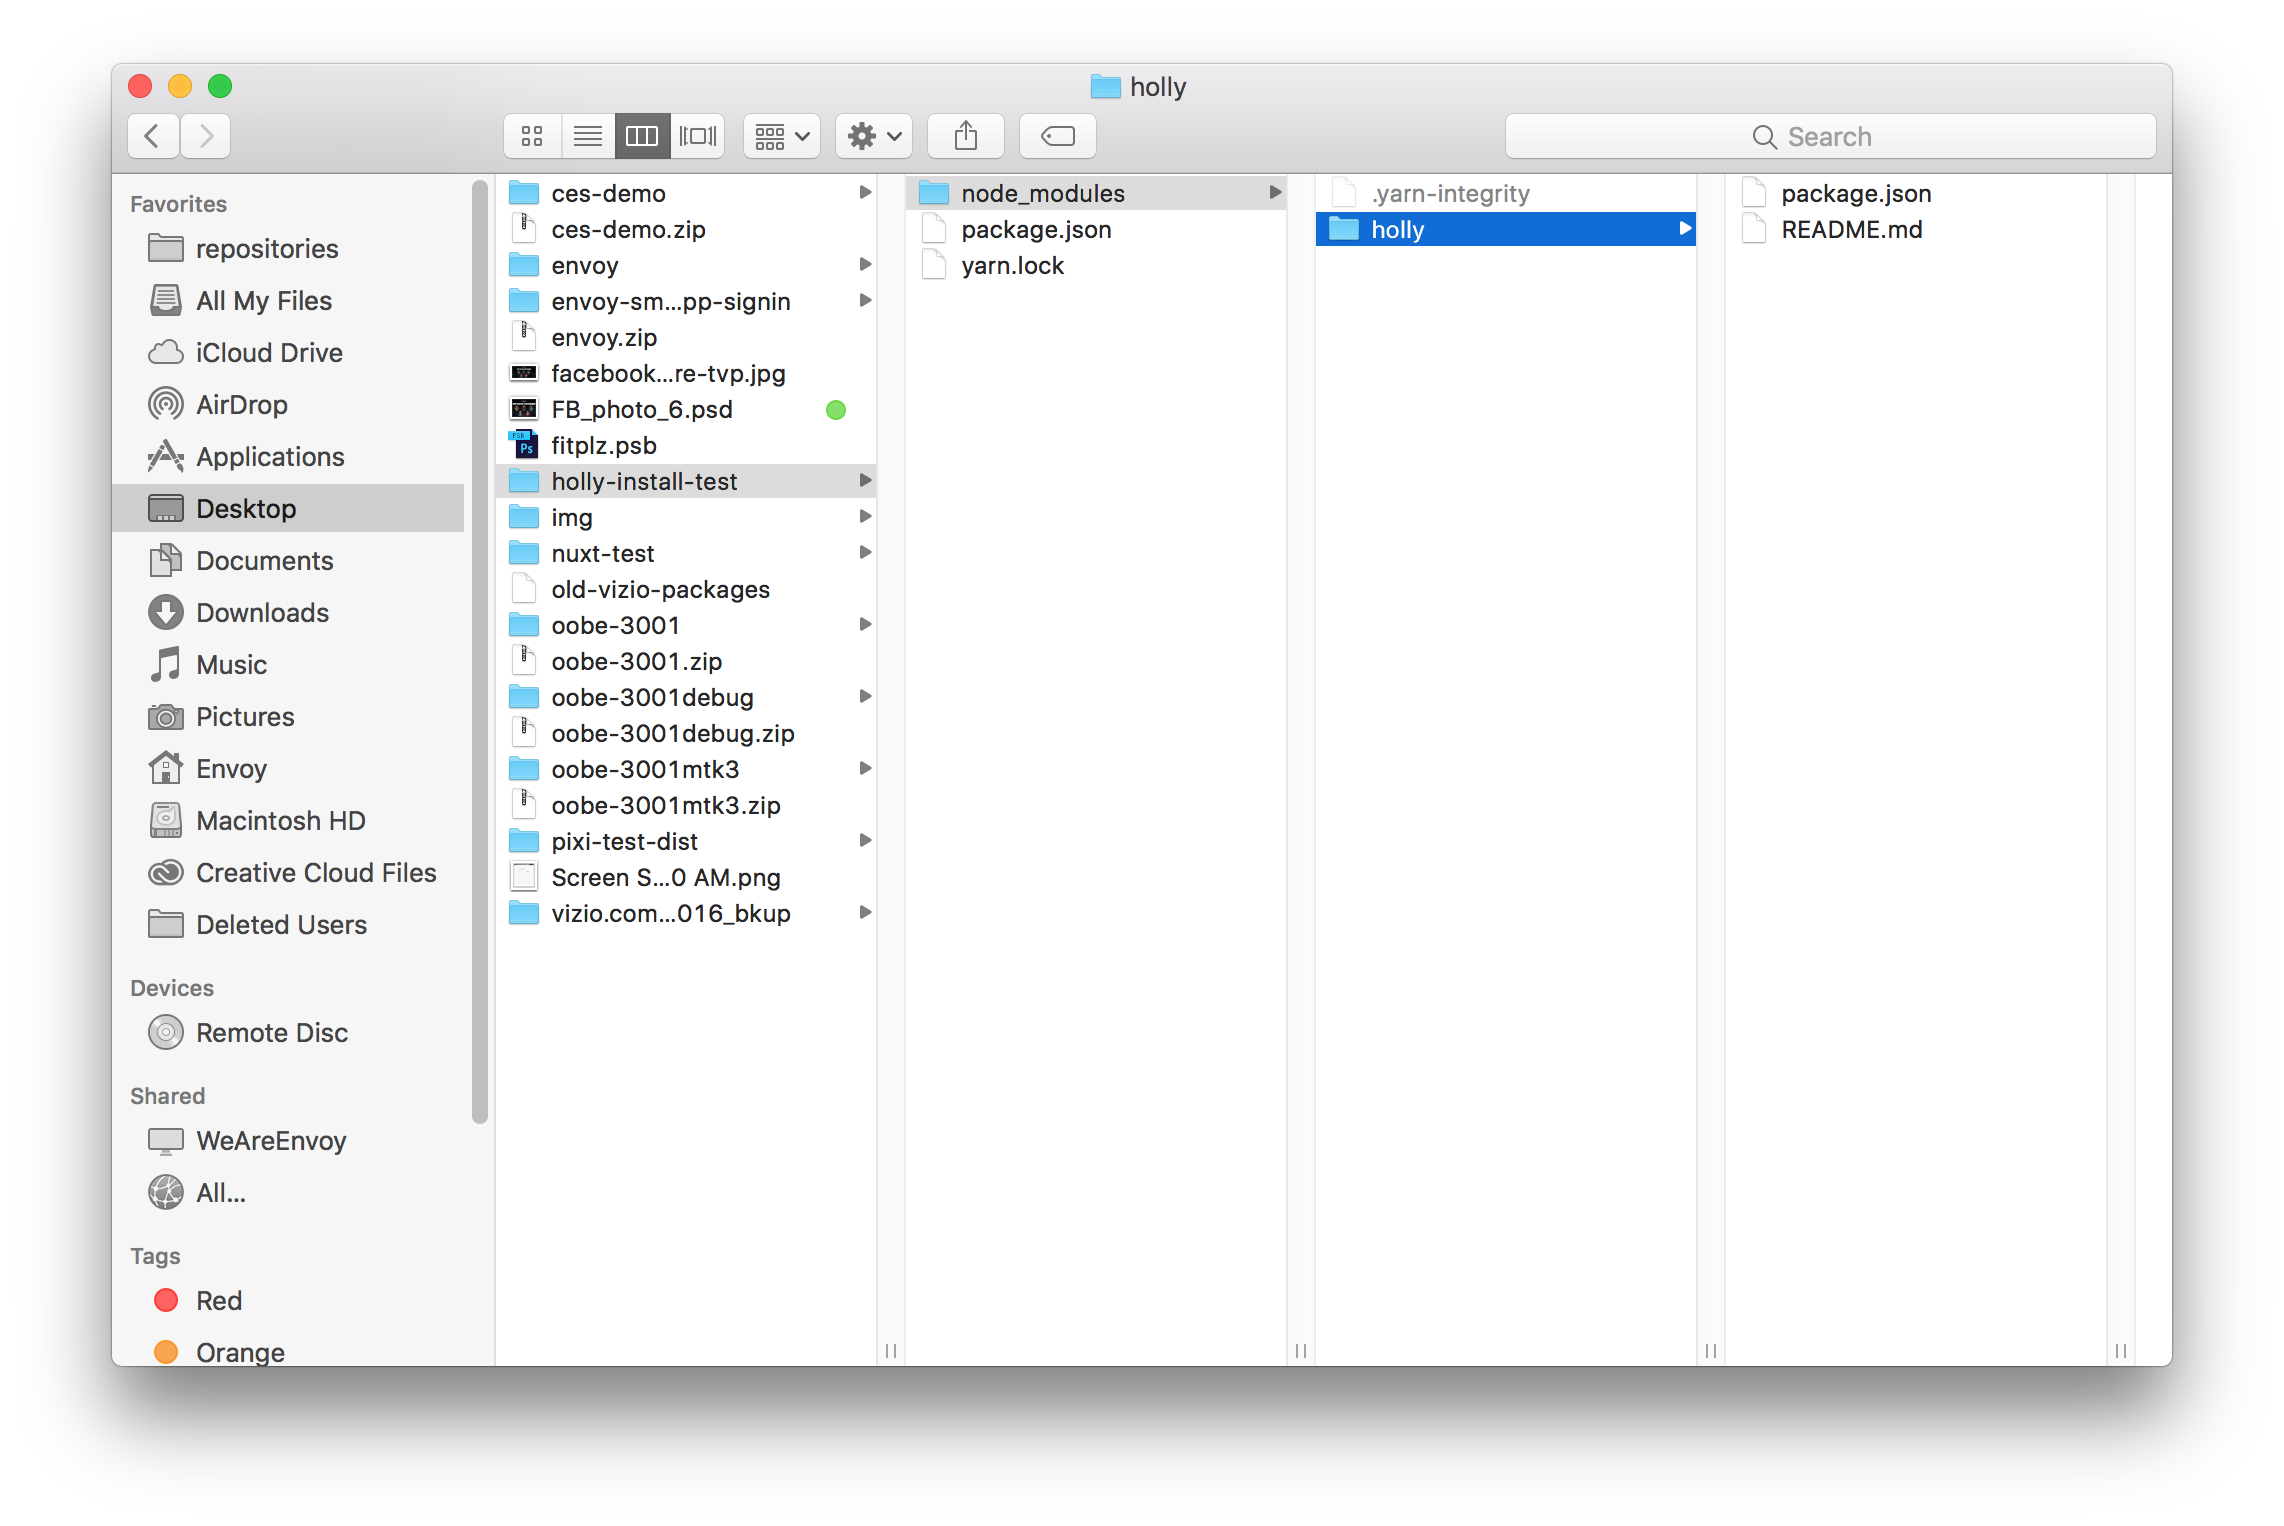 holly
Search
Favorites
repositories
All My Files
iCloud Drive
AirDrop
Applications
Desktop
Documents
Downloads
Music
Pictures
Envoy
Macintosh HD
Creative Cloud Files
Deleted Users
Devices
Remote Disc
Shared
WeAreEnvoy
All...
Tags
Red
Orange
ces-demo
ces-demo.zip
envoy
envoy-sm...pp-signin
envoy.zip
facebook...re-tvp.jpg
FB_photo_6.psd
PSB
Ps
fitplz.psb
holly-install-test
img
nuxt-test
old-vizio-packages
oobe-3001
oobe-3001.zip
oobe-3001debug
oobe-3001debug.zip
oobe-3001mtk3
oobe-3001mtk3.zip
pixi-test-dist
Screen S...0 AM.png
vizio.com...016_bkup
node_modules
package.json
yarn.lock
.yarn-integrity
holly
package.json
README.md